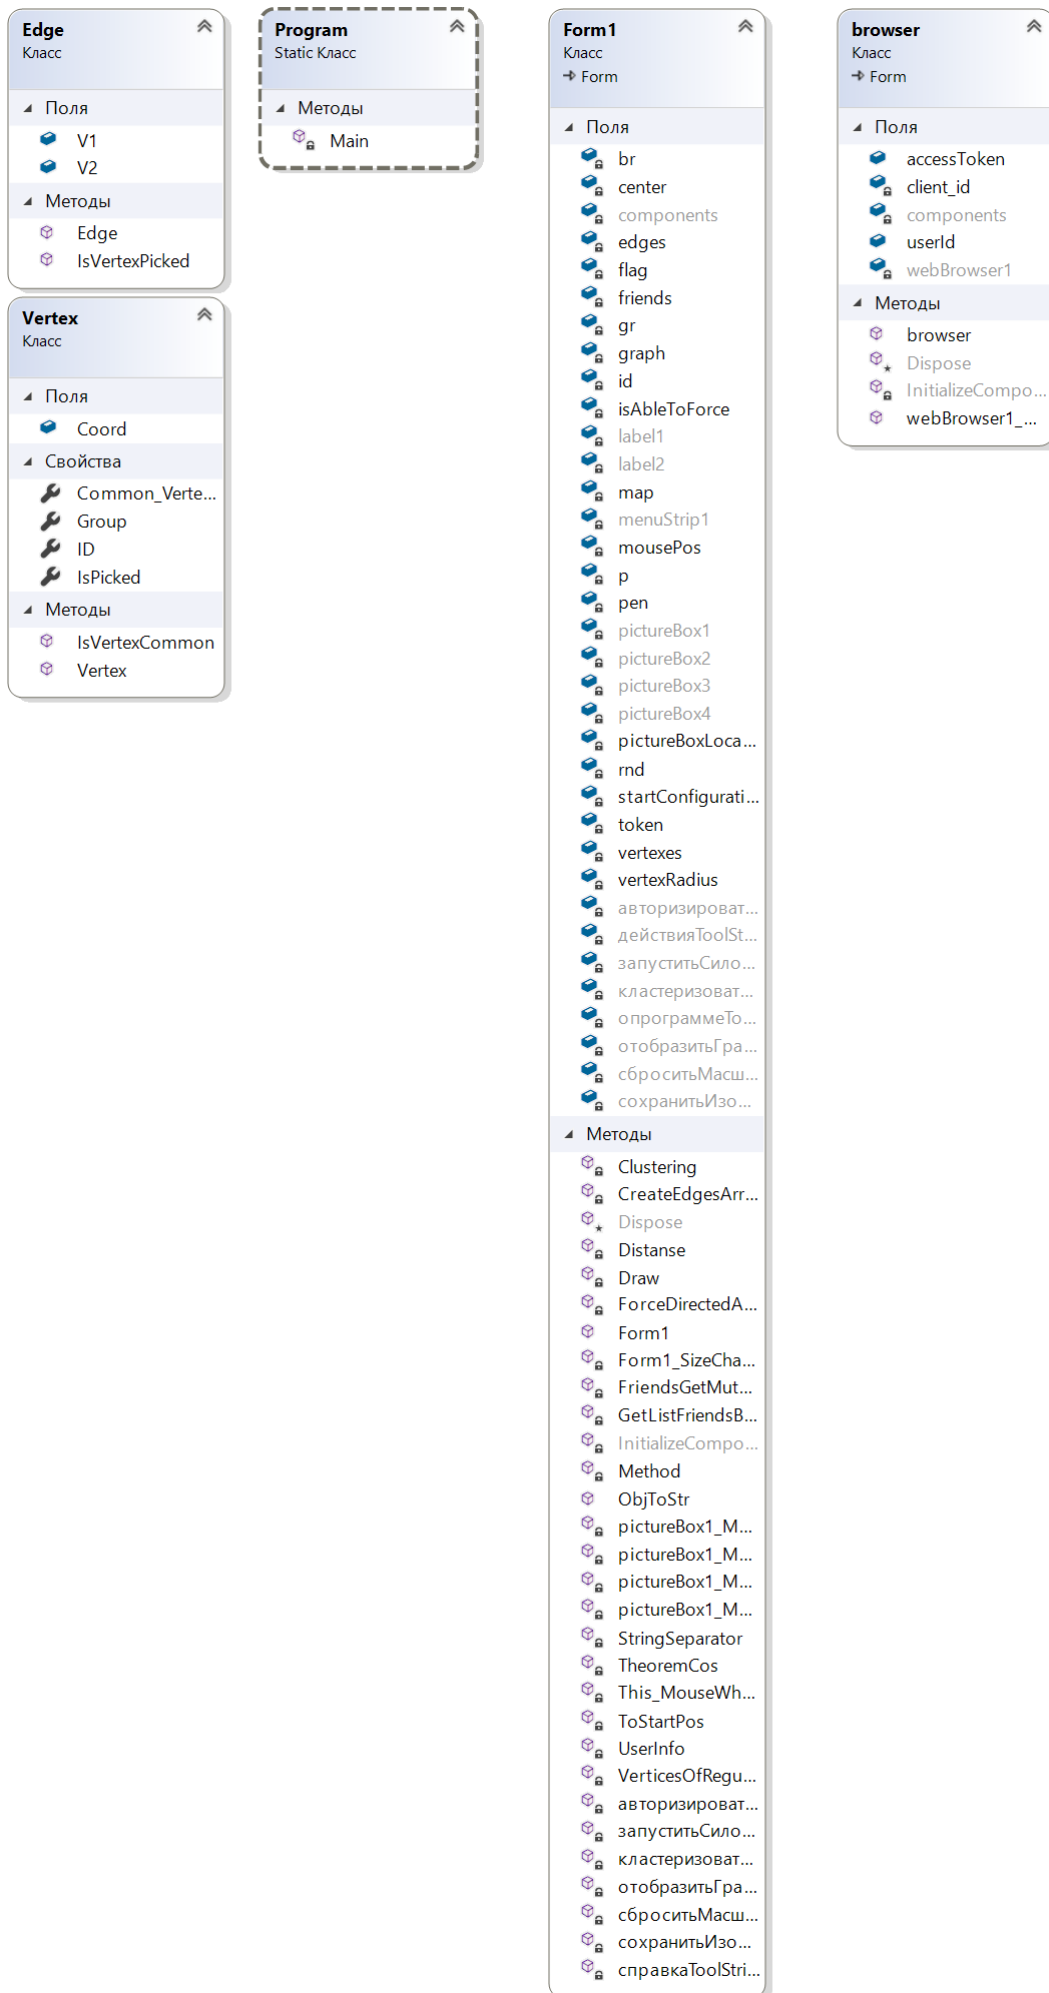 Edge
Класс
Поля
V1
V2
Методы
Edge
IsVertexPicked
Vertex
Класс
Поля
Coord
Свойства
Common_Verte...
Group
ID
IsPicked
Методы
IsVertexCommon
Vertex
Program
Static Класс
Методы
Main
Form1
Класс
Form
Поля
br
center
components
edges
flag
friends
gr
graph
id
isAbleToForce
label1
label2
map
menuStrip1
mousePos
p
pen
pictureBox1
pictureBox2
pictureBox3
pictureBox4
pictureBoxLoca...
rnd
startConfigurati...
token
vertexes
vertexRadius
авторизироват...
действияToolSt...
запуститьСило...
кластеризоват...
опрограммеTo...
отобразитьГра...
сброситьМасш...
сохранитьИзо...
Методы
Clustering
CreateEdgesArr...
Dispose
Distanse
Draw
ForceDirectedA...
Form1
Form1_SizeCha...
FriendsGetMut...
GetListFriendsB...
InitializeCompo...
Method
ObjToStr
pictureBox1_M...
pictureBox1_M...
pictureBox1_M...
pictureBox1_M...
StringSeparator
TheoremCos
This_MouseWh...
ToStartPos
UserInfo
VerticesOfRegu...
авторизироват...
запуститьСило...
кластеризоват...
отобразитьГра...
сброситьМасш...
сохранитьИзо...
справкаToolStri...
browser
Класс
Form
Поля
accessToken
client_id
components
userId
webBrowser1
Методы
browser
Dispose
InitializeCompo...
webBrowser1_...